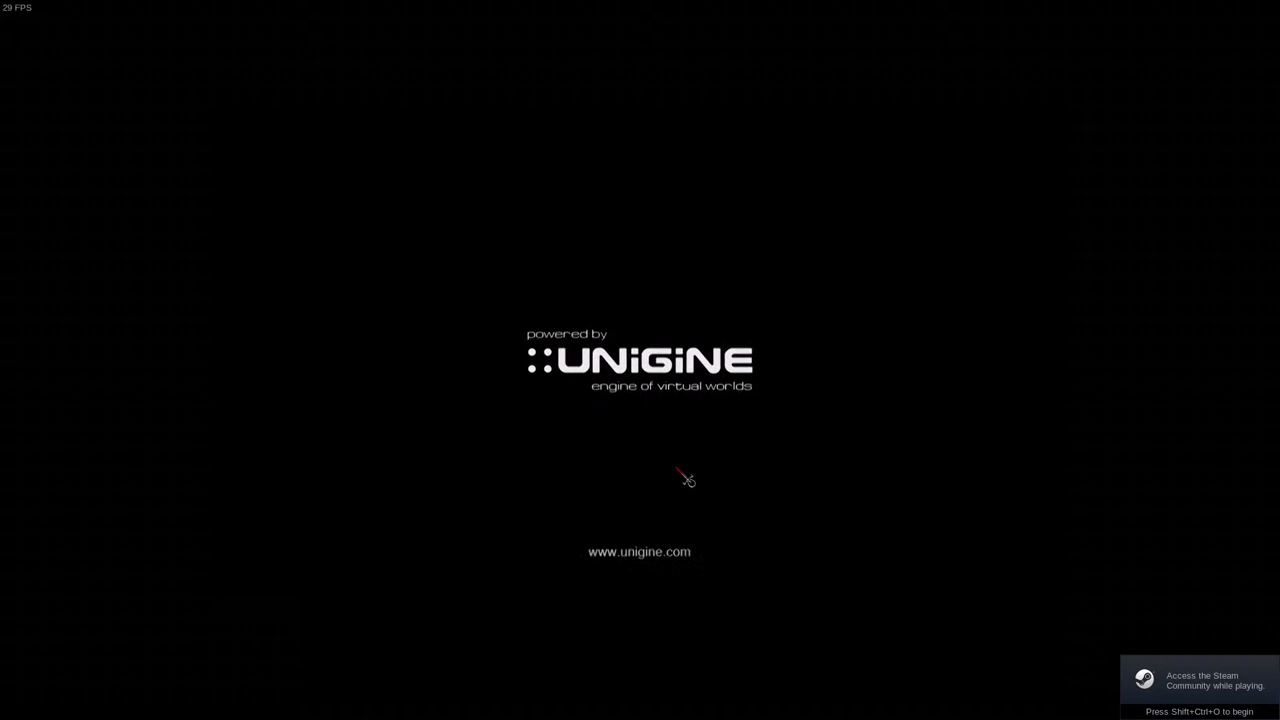 29 FPS
powered by
UNiGiNE
engine of virtual worlds
www.unigine.com
Access the Steam
Community while playing.
Press Shift+Ctrl+O to begin